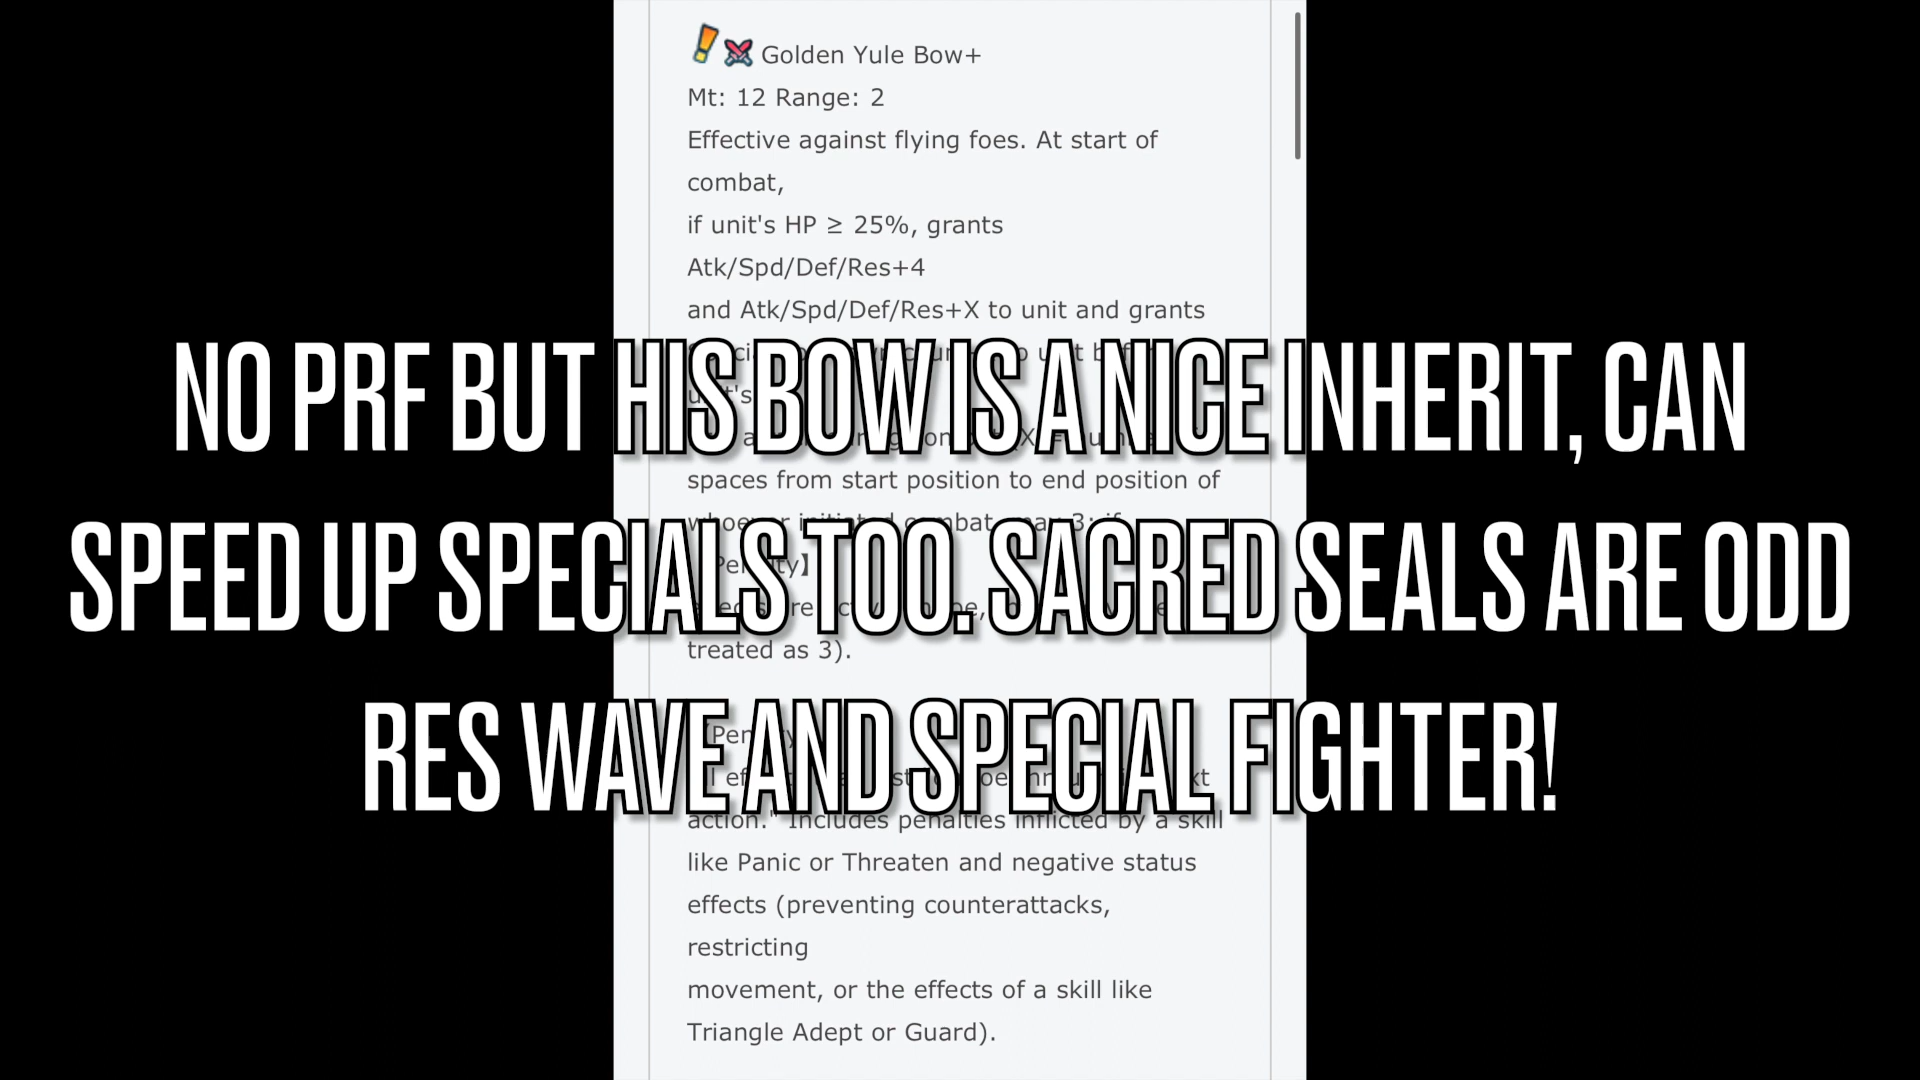 Golden Yule Bow+
Mt: 12 Range: 2
Effective against flying foes. At start of
combat,
if unit's HP ≥ 25%, grants
Atk/Spd/Def/Res+4
and Atk/Spd/Def/Res+X to unit and grants
NO PRF BUT HIS BOW IS A NICE INHERIT, CAN
spaces from start position to end position of
SPEED UP SPECIALS TOO. SACRED SEALS ARE ODD
treated as 3).
RES WAVE AND SPECIAL FIGHTER!
action." Includes penalties inflicted by a skill
like Panic or Threaten and negative status
effects (preventing counterattacks,
restricting
movement, or the effects of a skill like
Triangle Adept or Guard).